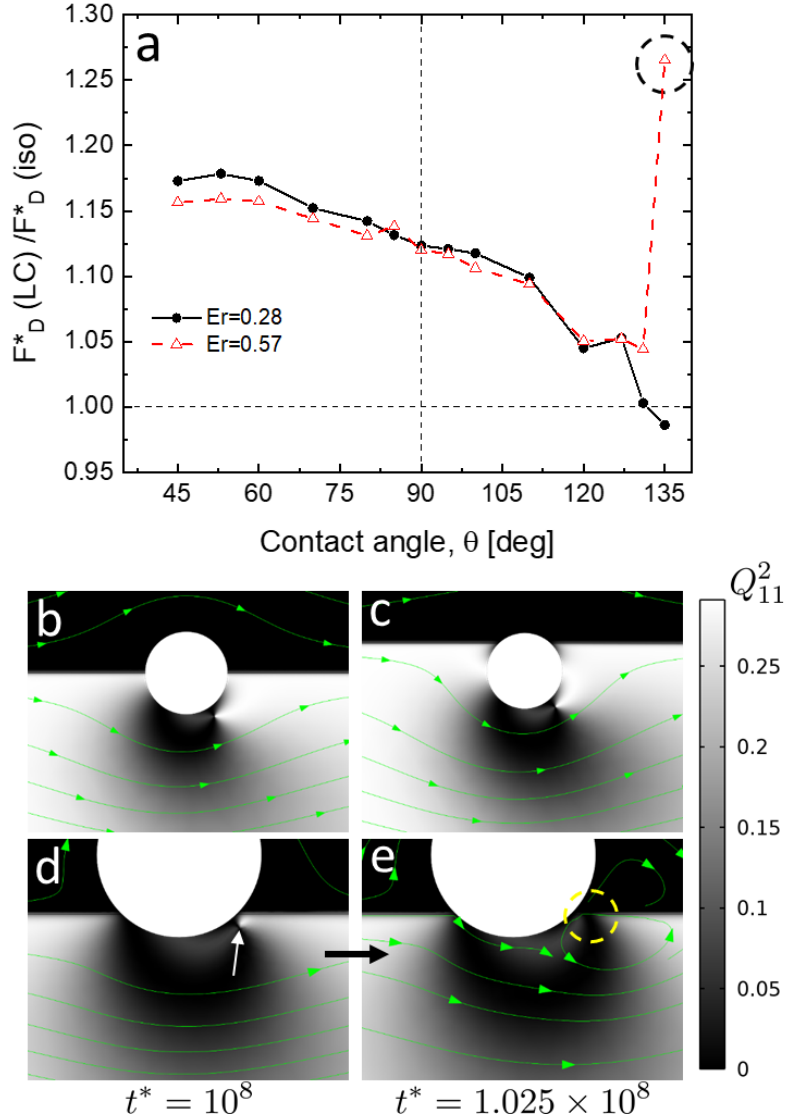 a
1.30
1.25
1.20
1.15
1.10
1.05
1.00
0.95
F*D (LC) /F*D (iso)
Er=0.28
Er=0.57
45 60 75 90 105 120 135
Contact angle, θ [deg]
b
c
d
e
Q²₁₁
0.25
0.2
0.15
0.1
0.05
0
t* = 10⁸
t* = 1.025 × 10⁸